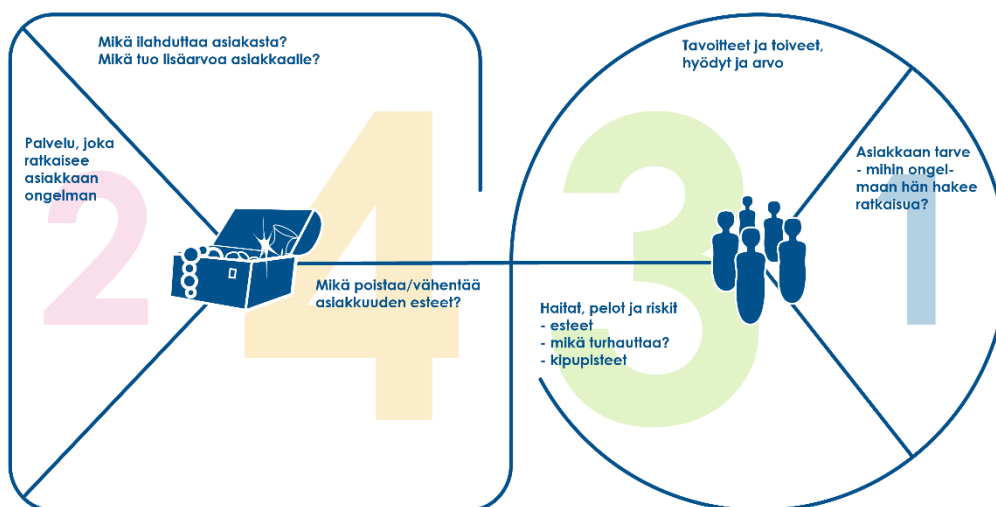 Mikä ilahduttaa asiakasta?
Mikä tuo lisäarvoa asiakkaalle?
Palvelu, joka
ratkaisee
asiakkaan
ongelman
2
4
Mikä poistaa/vähentää
asiakkuuden esteet?
Tavoitteet ja toiveet,
hyödyt ja arvo
3
Haitat, pelot ja riskit
- esteet
- mikä turhauttaa?
- kipupisteet
Asiakkaan tarve
- mihin ongel-
maan hän hakee
ratkaisua?
1